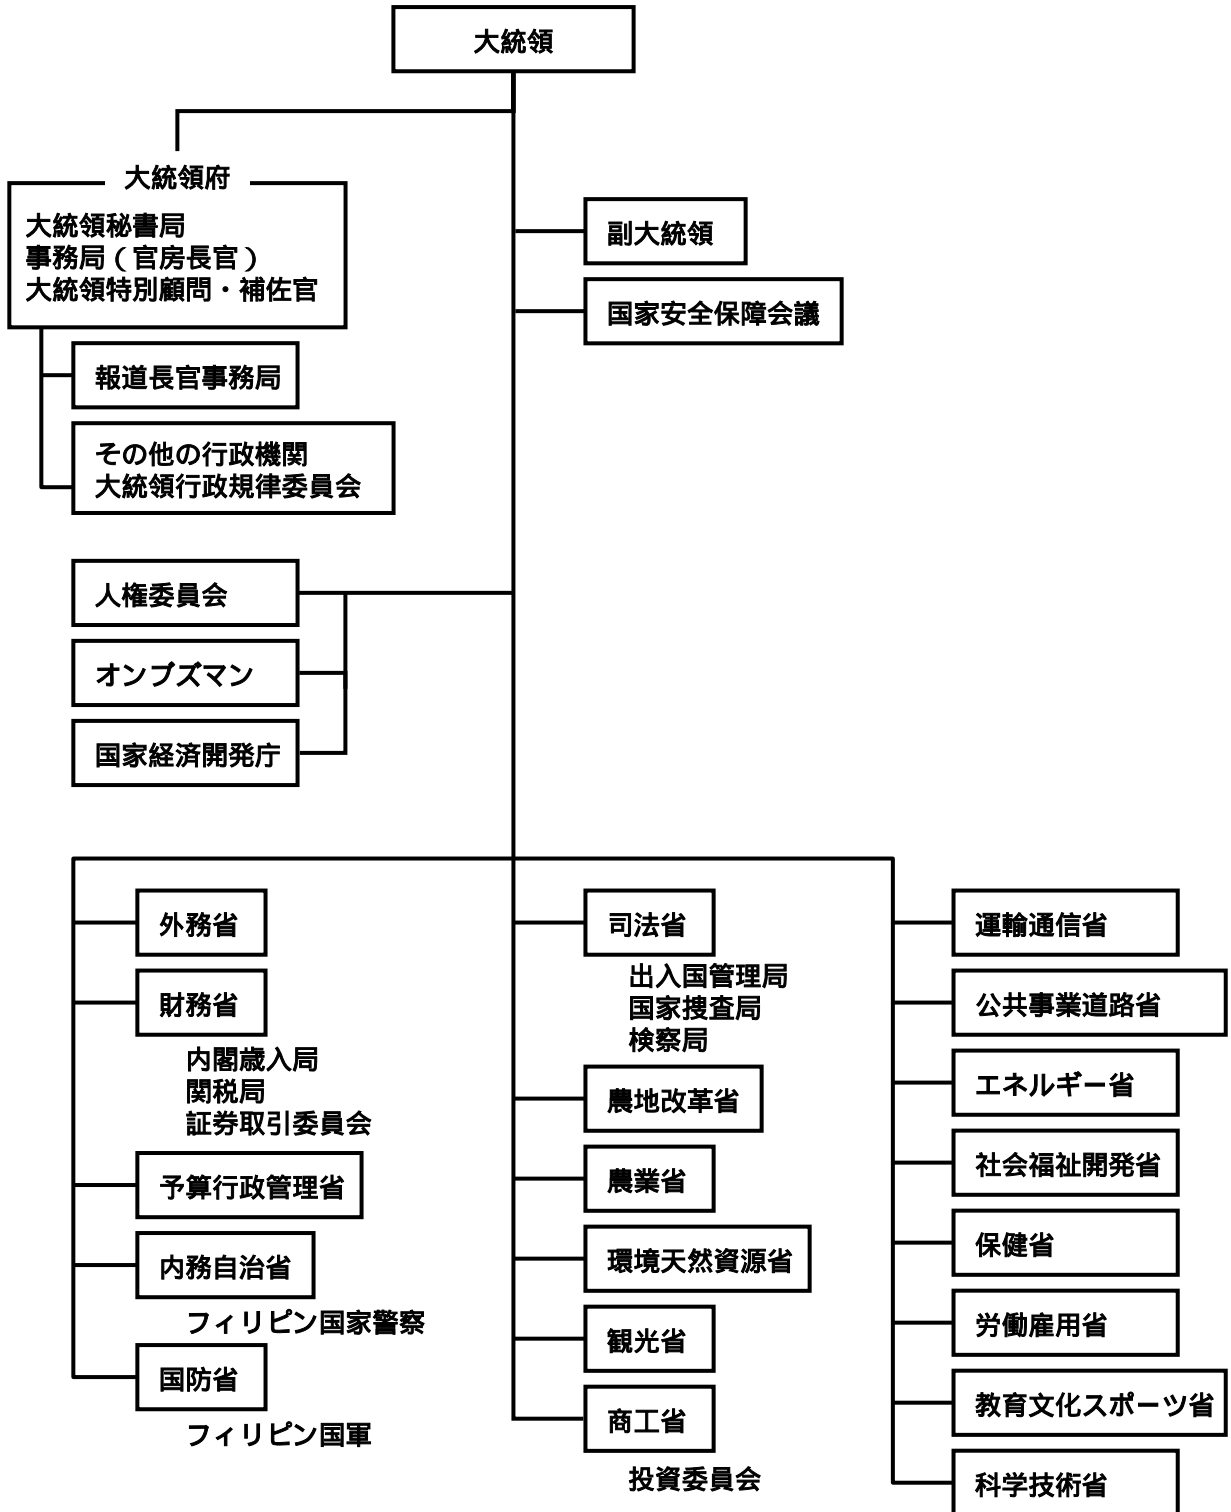 大統領
大統領府
大統領秘書局
事務局（官房長官）
大統領特別顧問・補佐官
報道長官事務局
その他の行政機関
大統領行政規律委員会
副大統領
国家安全保障会議
人権委員会
オンブズマン
国家経済開発庁
外務省
財務省
内閣歳入局
関税局
証券取引委員会
予算行政管理省
内務自治省
フィリピン国家警察
国防省
フィリピン国軍
司法省
出入国管理局
国家捜査局
検察局
農地改革省
農業省
環境天然資源省
観光省
商工省
投資委員会
運輸通信省
公共事業道路省
エネルギー省
社会福祉開発省
保健省
労働雇用省
教育文化スポーツ省
科学技術省